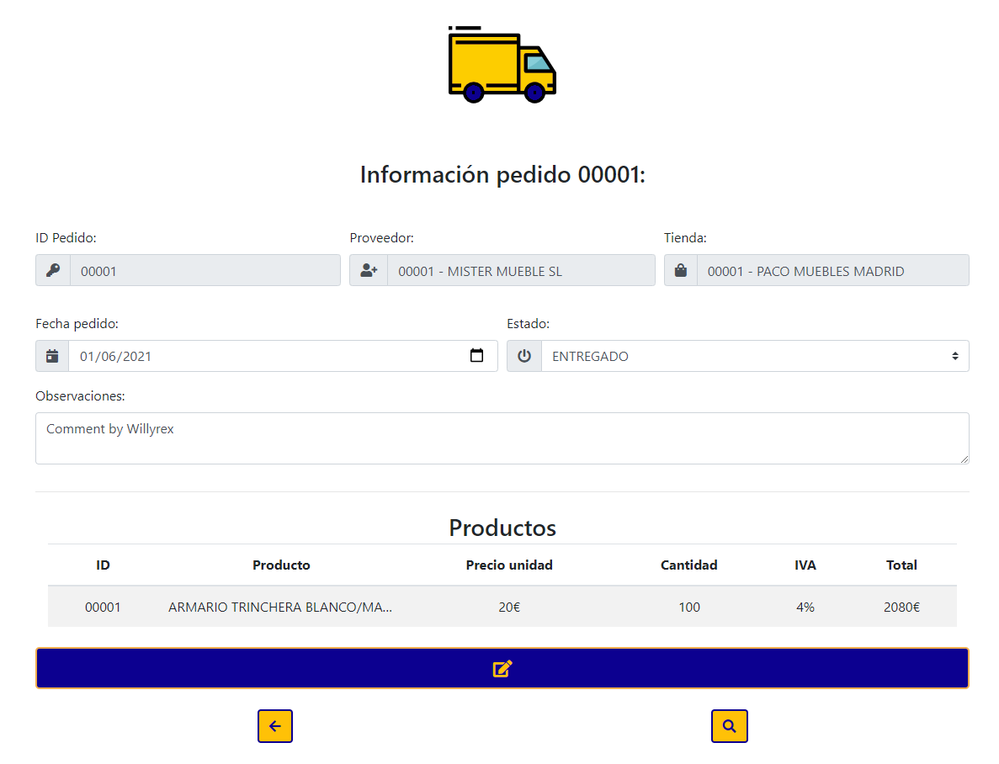 Información pedido 00001:
ID Pedido: Proveedor: Tienda:
00001 00001 - MISTER MUEBLE SL 00001 - PACO MUEBLES MADRID
Fecha pedido: Estado:
01/06/2021 ENTREGADO
Observaciones:
Comment by Willyrex
Productos
ID Producto Precio unidad Cantidad IVA Total
00001 ARMARIO TRINCHERA BLANCO/MA... 20€ 100 4% 2080€